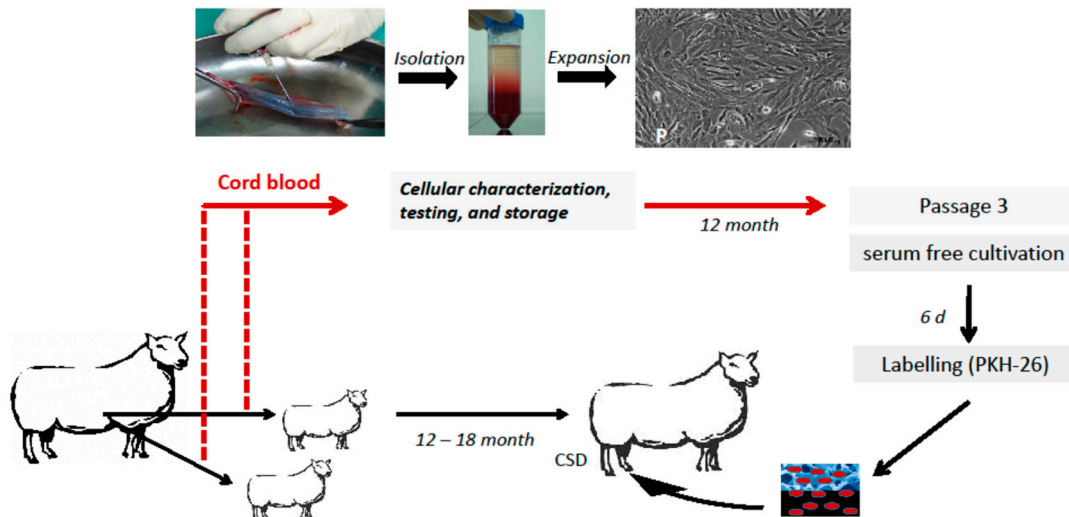 Isolation
Expansion
P
Cord blood
Cellular characterization,
testing, and storage
12 month
Passage 3
serum free cultivation
6 d
Labelling (PKH-26)
12 – 18 month
CSD